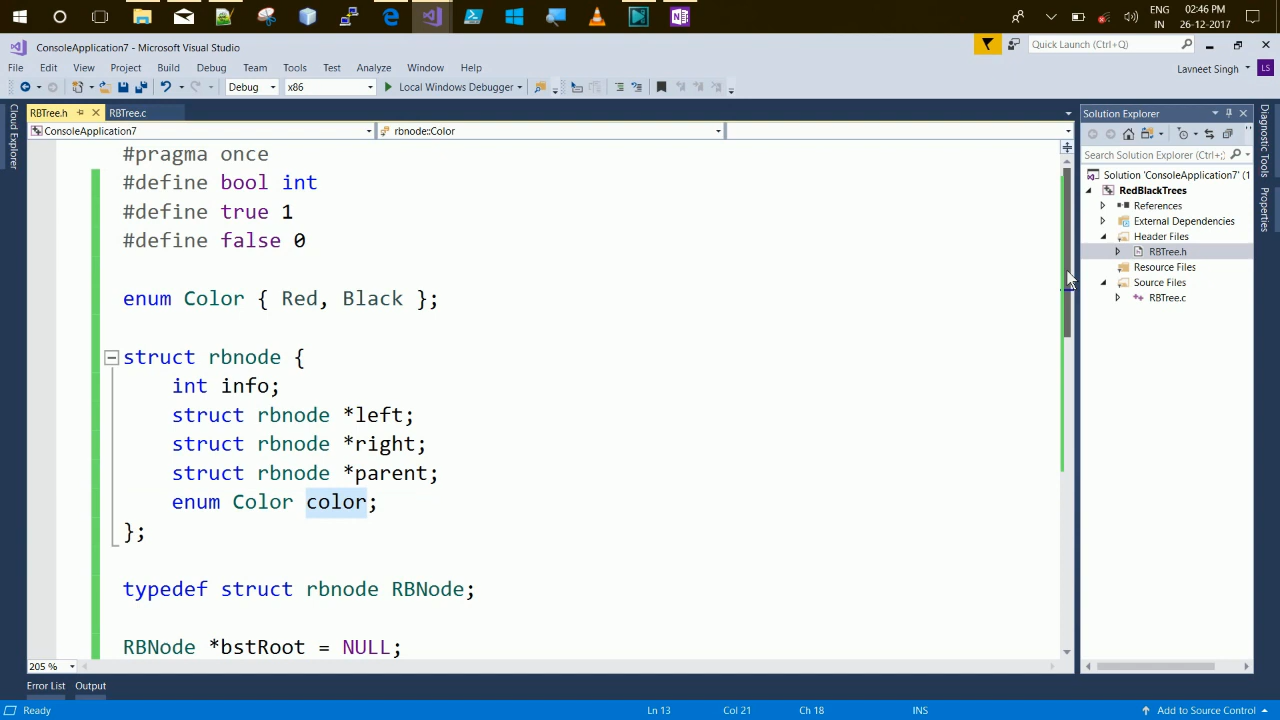 02:46 PM
ENG
IN
26-12-2017
ConsoleApplication7 - Microsoft Visual Studio
Quick Launch (Ctrl+Q)
File Edit View Project Build Debug Team Tools Test Analyze Window Help
Lavneet Singh LS
Debug x86 Local Windows Debugger
Cloud Explorer
RBTree.h RBTree.c
ConsoleApplication7 rbnode::Color
#pragma once
#define bool int
#define true 1
#define false 0
enum Color { Red, Black };
struct rbnode {
int info;
struct rbnode *left;
struct rbnode *right;
struct rbnode *parent;
enum Color color;
};
typedef struct rbnode RBNode;
RBNode *bstRoot = NULL;
205 %
Solution Explorer
Search Solution Explorer (Ctrl+;)
Solution 'ConsoleApplication7' (1
RedBlackTrees
References
External Dependencies
Header Files
RBTree.h
Resource Files
Source Files
RBTree.c
Diagnostic Tools
Properties
Error List Output
Ready Ln 13 Col 21 Ch 18 INS Add to Source Control